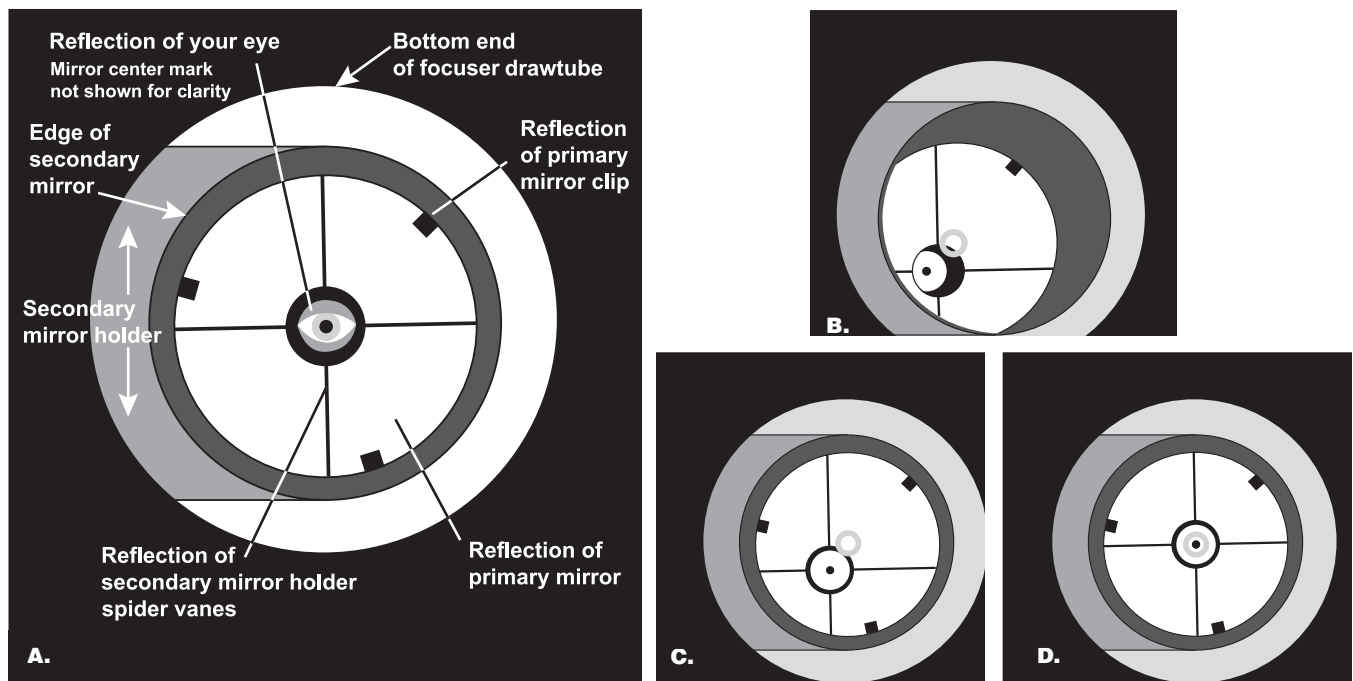 Reflection of your eye
Mirror center mark
not shown for clarity
Bottom end
of focuser drawtube
Edge of
secondary
mirror
Reflection
of primary
mirror clip
Secondary
mirror holder
Reflection of
secondary mirror holder
spider vanes
Reflection of
primary mirror
A.
B.
C.
D.